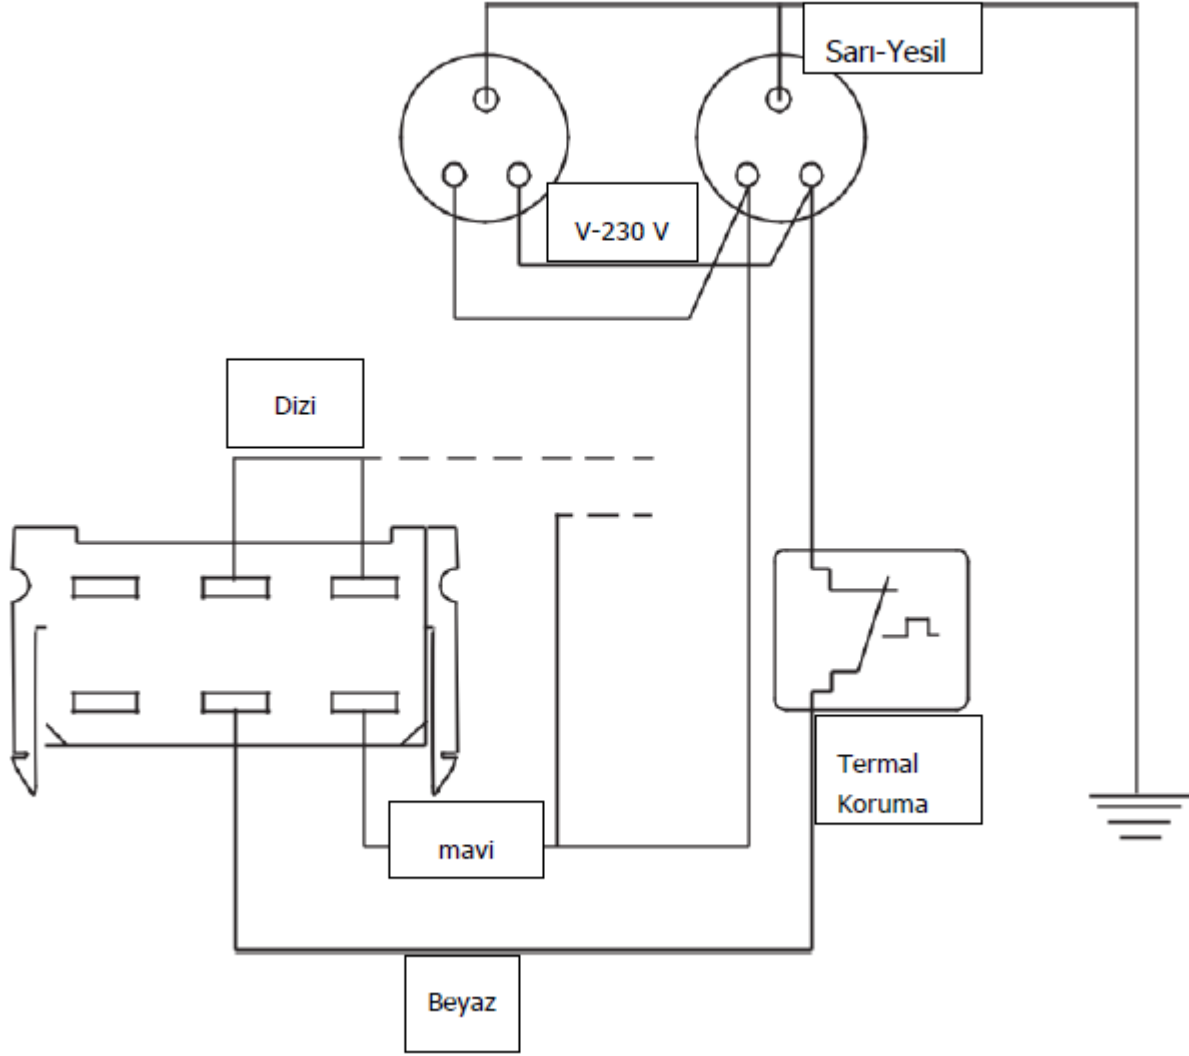 Sarı-Yesil
V-230 V
Dizi
Termal
Koruma
mavi
Beyaz